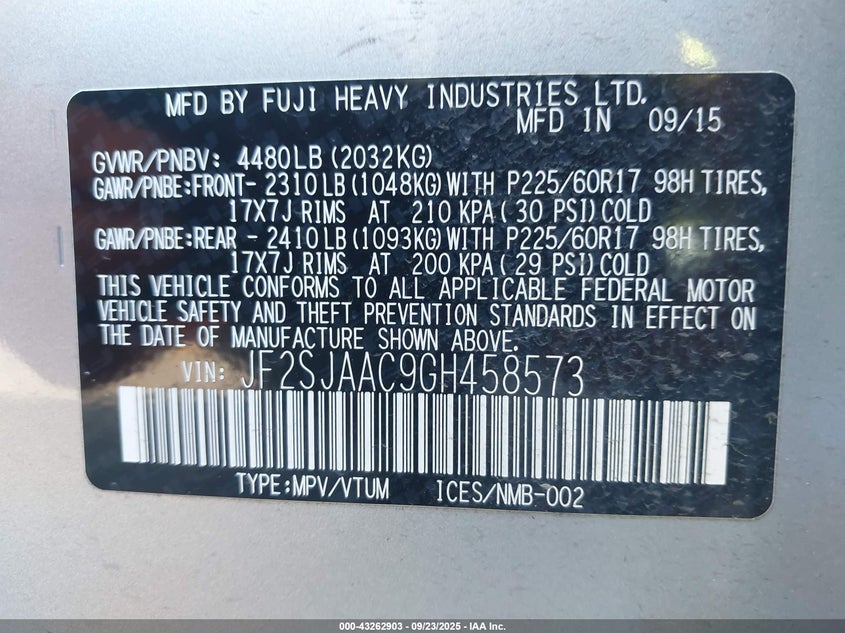 MFD BY FUJI HEAVY INDUSTRIES LTD.
MFD IN 09/15
GVWR/PNBV: 4480LB (2032KG)
GAWR/PNBE:FRONT- 2310LB (1048KG) WITH P225/60R17 98H TIRES,
17X7J RIMS AT 210 KPA (30 PSI) COLD
GAWR/PNBE:REAR - 2410LB (1093KG) WITH P225/60R17 98H TIRES,
17X7J RIMS AT 200 KPA (29 PSI) COLD
THIS VEHICLE CONFORMS TO ALL APPLICABLE FEDERAL MOTOR
VEHICLE SAFETY AND THEFT PREVENTION STANDARDS IN EFFECT ON
THE DATE OF MANUFACTURE SHOWN ABOVE.
VIN: JF2SJAAC9GH458573
TYPE:MPV/VTUM ICES/NMB-002
000-43262903 - 09/23/2025 - IAA Inc.